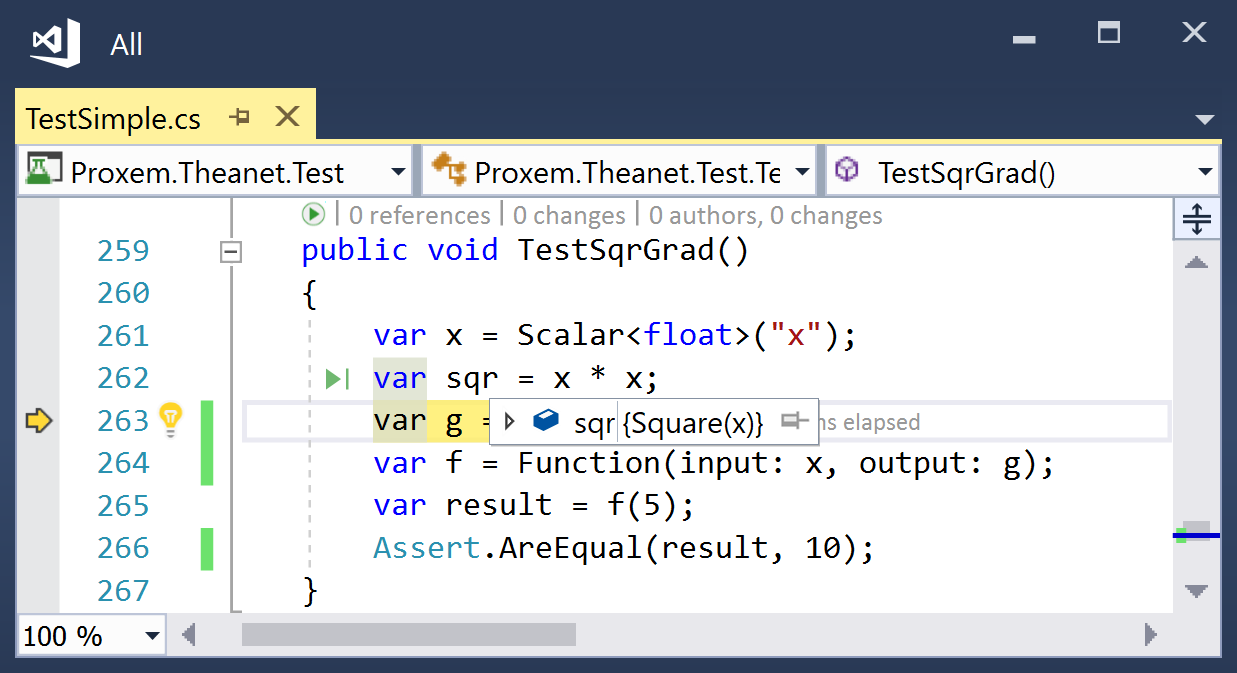 All
TestSimple.cs
Proxem.Theanet.Test Proxem.Theanet.Test.Te TestSqrGrad()
0 references | 0 changes | 0 authors, 0 changes
259 public void TestSqrGrad()
260 {
261 var x = Scalar<float>("x");
262 var sqr = x * x;
263 var g = sqr {Square(x)} ms elapsed
264 var f = Function(input: x, output: g);
265 var result = f(5);
266 Assert.AreEqual(result, 10);
267 }
100 %